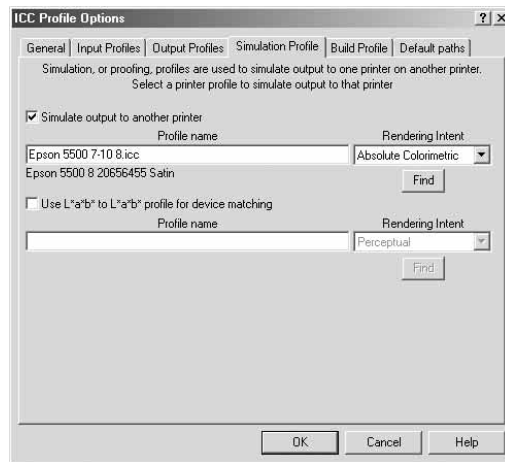 ICC Profile Options
General Input Profiles Output Profiles Simulation Profile Build Profile Default paths
Simulation, or proofing, profiles are used to simulate output to one printer on another printer.
Select a printer profile to simulate output to that printer
Simulate output to another printer
Profile name Rendering Intent
Epson 5500 7-10 8.icc Absolute Colorimetric
Epson 5500 8 20656455 Satin Find
Use L*a*b* to L*a*b* profile for device matching
Profile name Rendering Intent
Perceptual
Find
OK Cancel Help